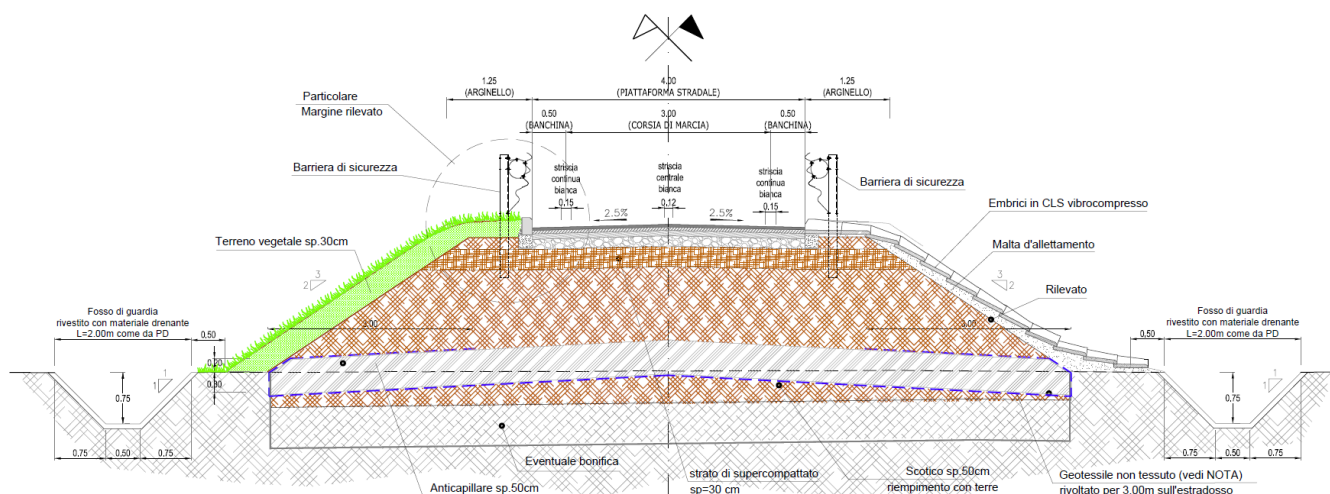 1.25
(ARGINELLO)
4.00
(PIATTAFORMA STRADALE)
1.25
(ARGINELLO)
Particolare
Margine rilevato
0.50
(BANCHINA)
3.00
(CORSIA DI MARCIA)
0.50
(BANCHINA)
Barriera di sicurezza
striscia
continua
bianca
0.15
striscia
centrale
bianca
0.12
striscia
continua
bianca
0.15
Barriera di sicurezza
2.5%
2.5%
Embrici in CLS vibrocompresso
Terreno vegetale sp.30cm
Malta d'allettamento
3
2
3
2
Rilevato
Fosso di guardia
rivestito con materiale drenante
L=2.00m come da PD
0.50
3.00
3.00
0.50
Fosso di guardia
rivestito con materiale drenante
L=2.00m come da PD
0.30
1
1
0.75
0.75
1
1
0.75
0.50
0.75
0.75
0.50
0.75
Eventuale bonifica
Anticapillare sp.50cm
strato di supercompattato
sp=30 cm
Scotico sp.50cm
riempimento con terre
Geotessile non tessuto (vedi NOTA)
rivoltato per 3.00m sull'estradosso